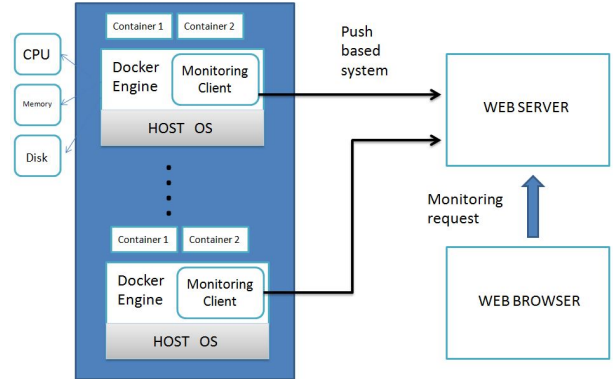 CPU
Memory
Disk
Container 1
Container 2
Docker
Engine
Monitoring
Client
HOST OS
Container 1
Container 2
Docker
Engine
Monitoring
Client
HOST OS
Push
based
system
WEB SERVER
Monitoring
request
WEB BROWSER